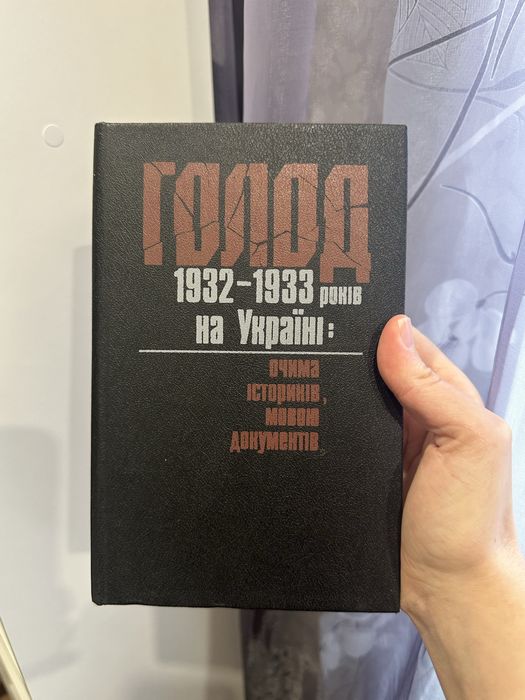 ГОЛОД
1932–1933 років
на Україні:
очима
істориків,
мовою
документів